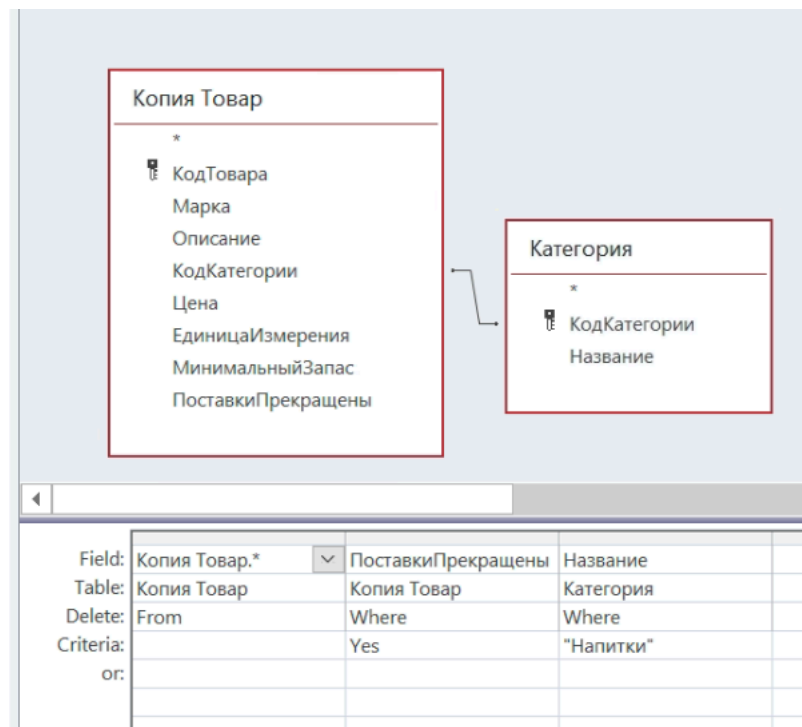 Копия Товар
*
КодТовара
Марка
Описание
КодКатегории
Цена
ЕдиницаИзмерения
МинимальныйЗапас
ПоставкиПрекращены
Категория
*
КодКатегории
Название
Field: Копия Товар.* ПоставкиПрекращены Название
Table: Копия Товар Копия Товар Категория
Delete: From Where Where
Criteria: Yes "Напитки"
or: